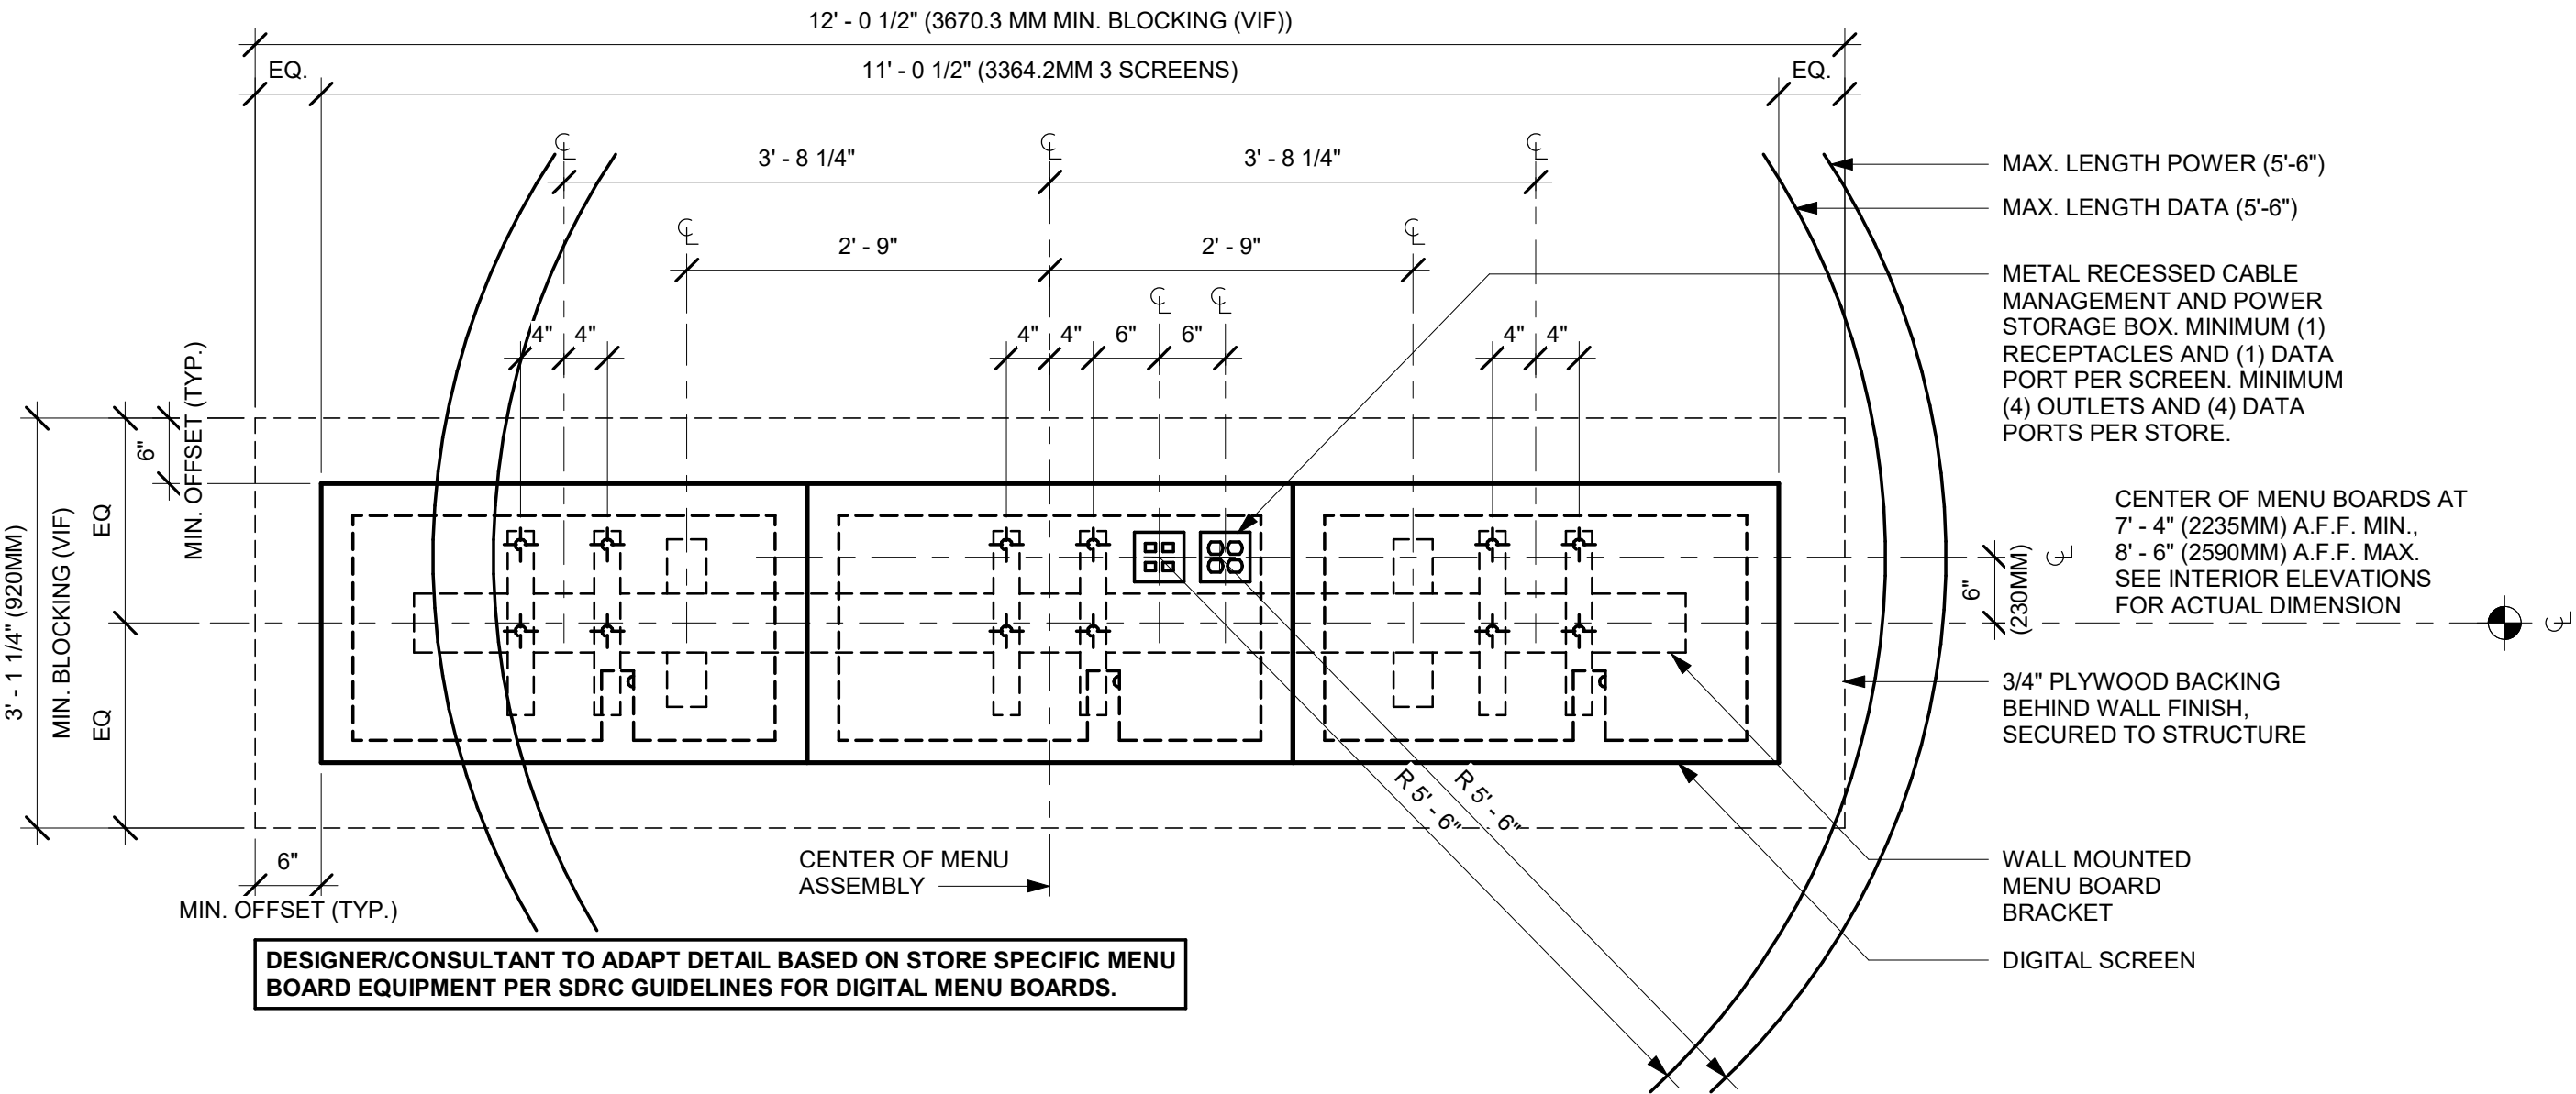 12' - 0 1/2" (3670.3 MM MIN. BLOCKING (VIF))
EQ.
11' - 0 1/2" (3364.2MM 3 SCREENS)
EQ.
3' - 8 1/4"
3' - 8 1/4"
2' - 9"
2' - 9"
4"
4"
4"
4"
6"
6"
4"
4"
MAX. LENGTH POWER (5'-6")
MAX. LENGTH DATA (5'-6")
METAL RECESSED CABLE
MANAGEMENT AND POWER
STORAGE BOX. MINIMUM (1)
RECEPTACLES AND (1) DATA
PORT PER SCREEN. MINIMUM
(4) OUTLETS AND (4) DATA
PORTS PER STORE.
CENTER OF MENU BOARDS AT
7' - 4" (2235MM) A.F.F. MIN.,
8' - 6" (2590MM) A.F.F. MAX.
SEE INTERIOR ELEVATIONS
FOR ACTUAL DIMENSION
6"
(230MM)
3/4" PLYWOOD BACKING
BEHIND WALL FINISH,
SECURED TO STRUCTURE
WALL MOUNTED
MENU BOARD
BRACKET
DIGITAL SCREEN
3' - 1 1/4" (920MM)
MIN. BLOCKING (VIF)
EQ
EQ
6"
MIN. OFFSET (TYP.)
6"
MIN. OFFSET (TYP.)
CENTER OF MENU
ASSEMBLY
R 5' - 6"
R 5' - 6"
DESIGNER/CONSULTANT TO ADAPT DETAIL BASED ON STORE SPECIFIC MENU
BOARD EQUIPMENT PER SDRC GUIDELINES FOR DIGITAL MENU BOARDS.